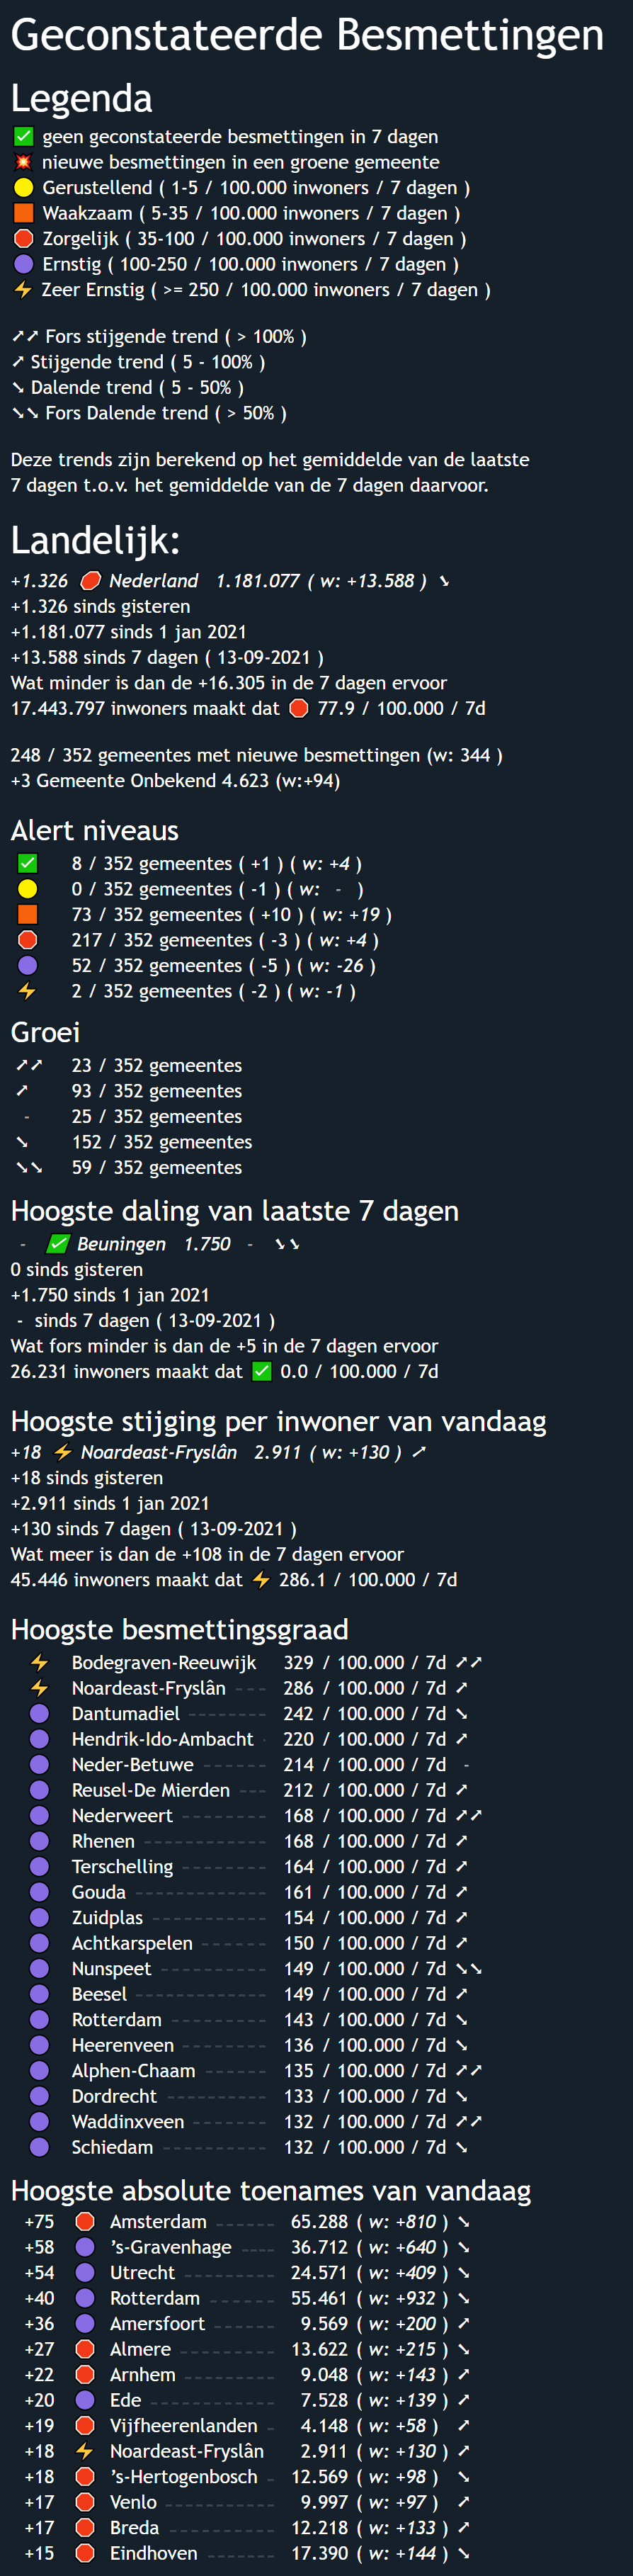 Geconstateerde Besmettingen
Legenda
✅ geen geconstateerde besmettingen in 7 dagen
💥 nieuwe besmettingen in een groene gemeente
🟡 Gerustellend ( 1-5 / 100.000 inwoners / 7 dagen )
🟧 Waakzaam ( 5-35 / 100.000 inwoners / 7 dagen )
🛑 Zorgelijk ( 35-100 / 100.000 inwoners / 7 dagen )
🟣 Ernstig ( 100-250 / 100.000 inwoners / 7 dagen )
⚡ Zeer Ernstig ( >= 250 / 100.000 inwoners / 7 dagen )
➚➚ Fors stijgende trend ( > 100% )
➚ Stijgende trend ( 5 - 100% )
➘ Dalende trend ( 5 - 50% )
➘➘ Fors Dalende trend ( > 50% )
Deze trends zijn berekend op het gemiddelde van de laatste
7 dagen t.o.v. het gemiddelde van de 7 dagen daarvoor.
Landelijk:
+1.326 🛑 Nederland 1.181.077 ( w: +13.588 ) ➘
+1.326 sinds gisteren
+1.181.077 sinds 1 jan 2021
+13.588 sinds 7 dagen ( 13-09-2021 )
Wat minder is dan de +16.305 in de 7 dagen ervoor
17.443.797 inwoners maakt dat 🛑 77.9 / 100.000 / 7d
248 / 352 gemeentes met nieuwe besmettingen (w: 344 )
+3 Gemeente Onbekend 4.623 (w:+94)
Alert niveaus
✅ 8 / 352 gemeentes ( +1 ) ( w: +4 )
🟡 0 / 352 gemeentes ( -1 ) ( w: - )
🟧 73 / 352 gemeentes ( +10 ) ( w: +19 )
🛑 217 / 352 gemeentes ( -3 ) ( w: +4 )
🟣 52 / 352 gemeentes ( -5 ) ( w: -26 )
⚡ 2 / 352 gemeentes ( -2 ) ( w: -1 )
Groei
➚➚ 23 / 352 gemeentes
➚ 93 / 352 gemeentes
- 25 / 352 gemeentes
➘ 152 / 352 gemeentes
➘➘ 59 / 352 gemeentes
Hoogste daling van laatste 7 dagen
- ✅ Beuningen 1.750 - ➘➘
0 sinds gisteren
+1.750 sinds 1 jan 2021
- sinds 7 dagen ( 13-09-2021 )
Wat fors minder is dan de +5 in de 7 dagen ervoor
26.231 inwoners maakt dat ✅ 0.0 / 100.000 / 7d
Hoogste stijging per inwoner van vandaag
+18 ⚡ Noardeast-Fryslân 2.911 ( w: +130 ) ➚
+18 sinds gisteren
+2.911 sinds 1 jan 2021
+130 sinds 7 dagen ( 13-09-2021 )
Wat meer is dan de +108 in de 7 dagen ervoor
45.446 inwoners maakt dat ⚡ 286.1 / 100.000 / 7d
Hoogste besmettingsgraad
⚡ Bodegraven-Reeuwijk 329 / 100.000 / 7d ➚➚
⚡ Noardeast-Fryslân --- 286 / 100.000 / 7d ➚
🟣 Dantumadiel -------- 242 / 100.000 / 7d ➘
🟣 Hendrik-Ido-Ambacht - 220 / 100.000 / 7d ➚
🟣 Neder-Betuwe ------ 214 / 100.000 / 7d -
🟣 Reusel-De Mierden --- 212 / 100.000 / 7d ➚
🟣 Nederweert --------- 168 / 100.000 / 7d ➚➚
🟣 Rhenen ------------ 168 / 100.000 / 7d ➚
🟣 Terschelling --------- 164 / 100.000 / 7d ➚
🟣 Gouda ------------- 161 / 100.000 / 7d ➚
🟣 Zuidplas ----------- 154 / 100.000 / 7d ➚
🟣 Achtkarspelen ------ 150 / 100.000 / 7d ➚
🟣 Nunspeet ---------- 149 / 100.000 / 7d ➘➘
🟣 Beesel ------------- 149 / 100.000 / 7d ➚
🟣 Rotterdam --------- 143 / 100.000 / 7d ➘
🟣 Heerenveen -------- 136 / 100.000 / 7d ➘
🟣 Alphen-Chaam ------ 135 / 100.000 / 7d ➚➚
🟣 Dordrecht ---------- 133 / 100.000 / 7d ➘
🟣 Waddinxveen ------- 132 / 100.000 / 7d ➚➚
🟣 Schiedam ---------- 132 / 100.000 / 7d ➘
Hoogste absolute toenames van vandaag
+75 🛑 Amsterdam ------ 65.288 ( w: +810 ) ➘
+58 🟣 's-Gravenhage ---- 36.712 ( w: +640 ) ➘
+54 🟣 Utrecht --------- 24.571 ( w: +409 ) ➘
+40 🟣 Rotterdam ------ 55.461 ( w: +932 ) ➘
+36 🟣 Amersfoort ------ 9.569 ( w: +200 ) ➚
+27 🛑 Almere ---------- 13.622 ( w: +215 ) ➘
+22 🛑 Arnhem --------- 9.048 ( w: +143 ) ➚
+20 🟣 Ede ------------ 7.528 ( w: +139 ) ➚
+19 🛑 Vijfheerenlanden - 4.148 ( w: +58 ) ➚
+18 ⚡ Noardeast-Fryslân 2.911 ( w: +130 ) ➚
+18 🛑 's-Hertogenbosch - 12.569 ( w: +98 ) ➘
+17 🛑 Venlo ----------- 9.997 ( w: +97 ) ➚
+17 🛑 Breda ----------- 12.218 ( w: +133 ) ➚
+15 🛑 Eindhoven ------- 17.390 ( w: +144 ) ➘